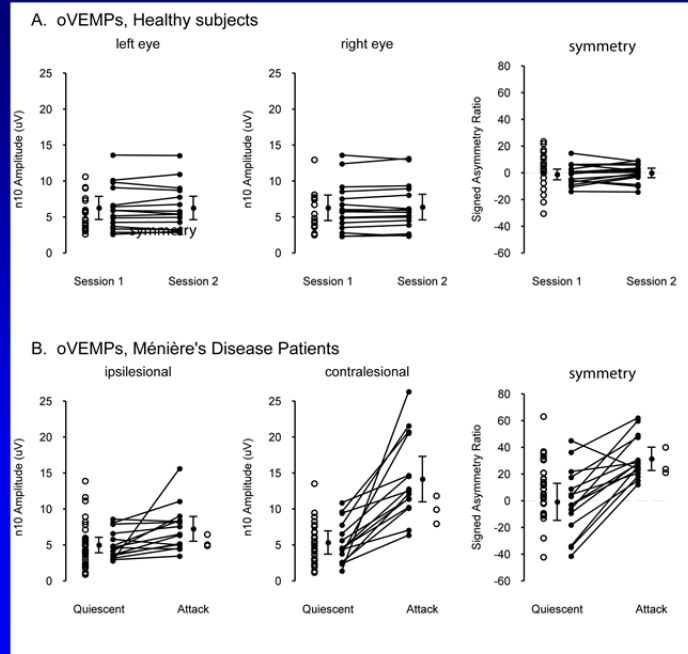 A. oVEMPs, Healthy subjects
left eye
right eye
symmetry
n10 Amplitude (uV)
25
20
15
10
5
0
symmetry
Session 1
Session 2
n10 Amplitude (uV)
25
20
15
10
5
0
Session 1
Session 2
Signed Asymmetry Ratio
80
60
40
20
0
-20
-40
-60
Session 1
Session 2
B. oVEMPs, Ménière's Disease Patients
ipsilesional
contralesional
symmetry
n10 Amplitude (uV)
25
20
15
10
5
0
Quiescent
Attack
n10 Amplitude (uV)
25
20
15
10
5
0
Quiescent
Attack
Signed Asymmetry Ratio
80
60
40
20
0
-20
-40
-60
Quiescent
Attack